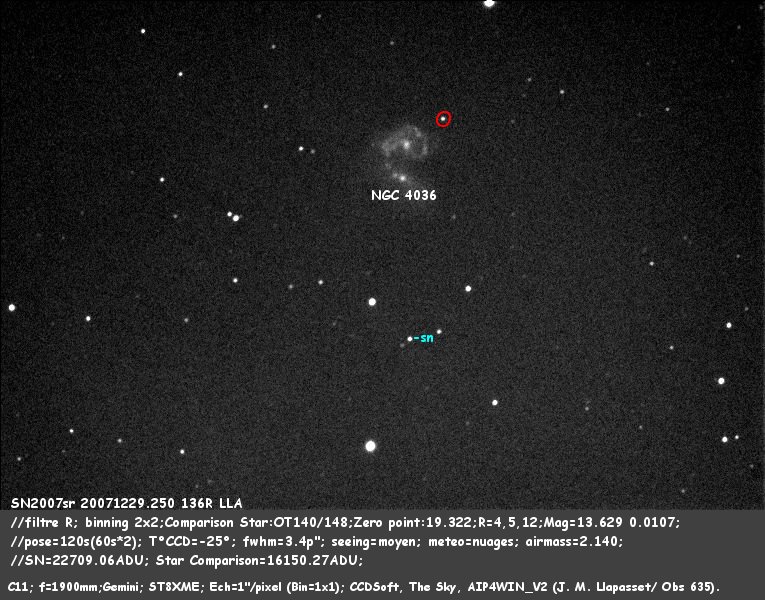 NGC 4036
-sn
SN2007sr 20071229.250 136R LLA
//filtre R; binning 2x2;Comparison Star:OT140/148;Zero point:19.322;R=4,5,12;Mag=13.629 0.0107;
//pose=120s(60s*2); T°CCD=-25°; fwhm=3.4p"; seeing=moyen; meteo=nuages; airmass=2.140;
//SN=22709.06ADU; Star Comparison=16150.27ADU;
C11; f=1900mm;Gemini; ST8XME; Ech=1"/pixel (Bin=1x1); CCDSoft, The Sky, AIP4WIN_V2 (J. M. Llapasset/ Obs 635).